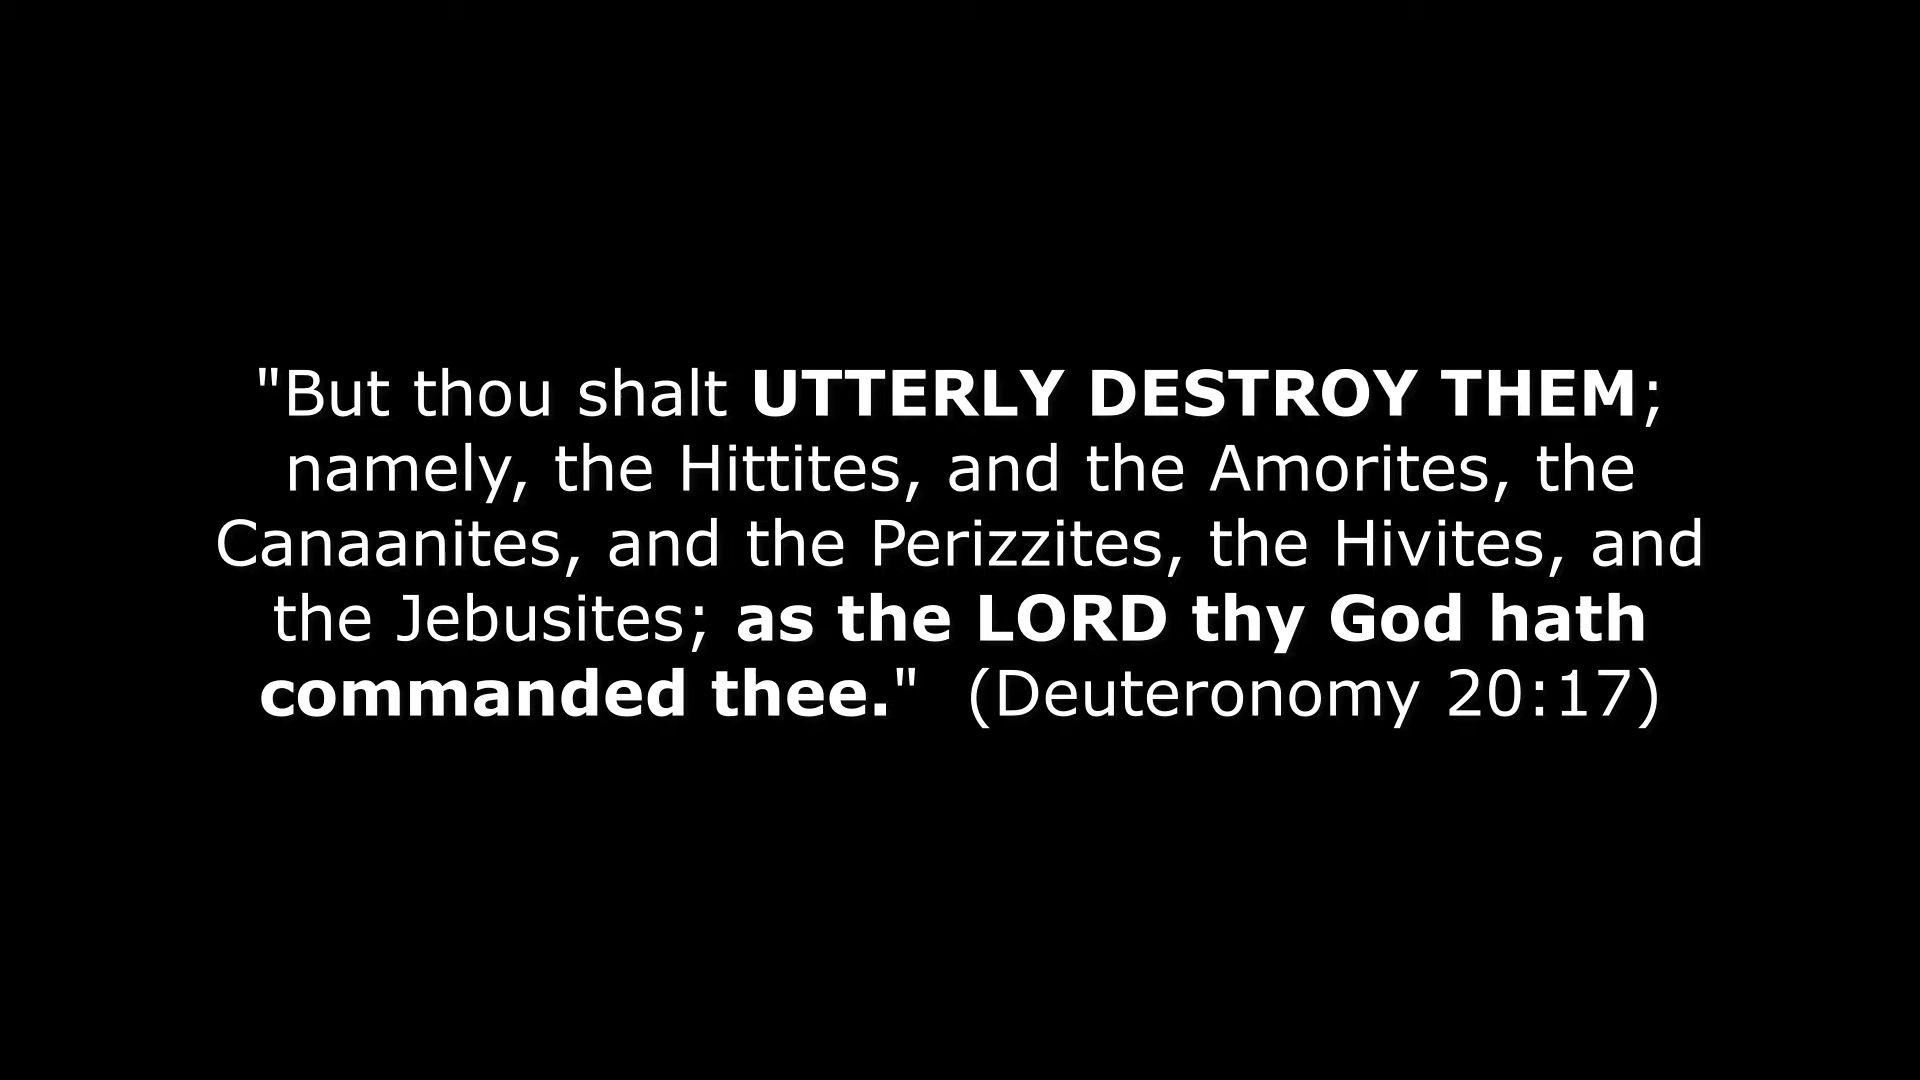 "But thou shalt UTTERLY DESTROY THEM;
namely, the Hittites, and the Amorites, the
Canaanites, and the Perizzites, the Hivites, and
the Jebusites; as the LORD thy God hath
commanded thee."  (Deuteronomy 20:17)